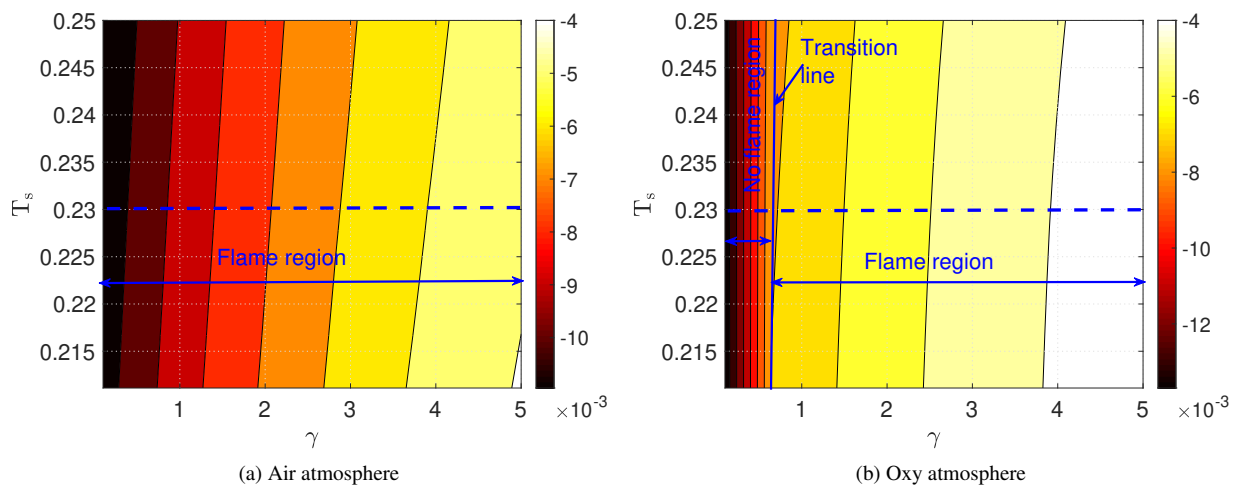 0.25
0.245
0.24
0.235
0.23
0.225
0.22
0.215
T_s
Flame region
1 2 3 4 5
×10^-3
γ
-4
-5
-6
-7
-8
-9
-10
(a) Air atmosphere
0.25
0.245
0.24
0.235
0.23
0.225
0.22
0.215
T_s
No flame region
Transition
line
Flame region
1 2 3 4 5
×10^-3
γ
-4
-6
-8
-10
-12
(b) Oxy atmosphere